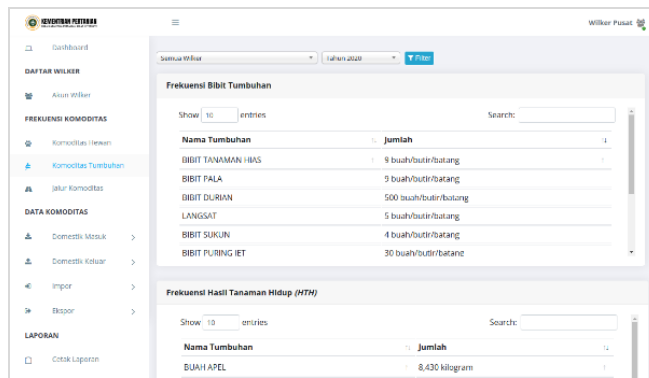 KEMENTRIAN PERTANIAN
Wilker Pusat
Dashboard
DAFTAR WILKER
Akun Wilker
FREKUENSI KOMODITAS
Komoditas Hewan
Komoditas Tumbuhan
Jalur Komoditas
DATA KOMODITAS
Domestik Masuk
Domestik Keluar
Impor
Ekspor
LAPORAN
Cetak Laporan
Semua Wilker Tahun 2020 Filter
Frekuensi Bibit Tumbuhan
Show 10 entries Search:
Nama Tumbuhan Jumlah
BIBIT TANAMAN HIAS 9 buah/butir/batang
BIBIT PALA 9 buah/butir/batang
BIBIT DURIAN 500 buah/butir/batang
LANGSAT 5 buah/butir/batang
BIBIT SUKUN 4 buah/butir/batang
BIBIT PURING IET 30 buah/butir/batang
Frekuensi Hasil Tanaman Hidup (HTH)
Show 10 entries Search:
Nama Tumbuhan Jumlah
BUAH APEL 8,430 kilogram